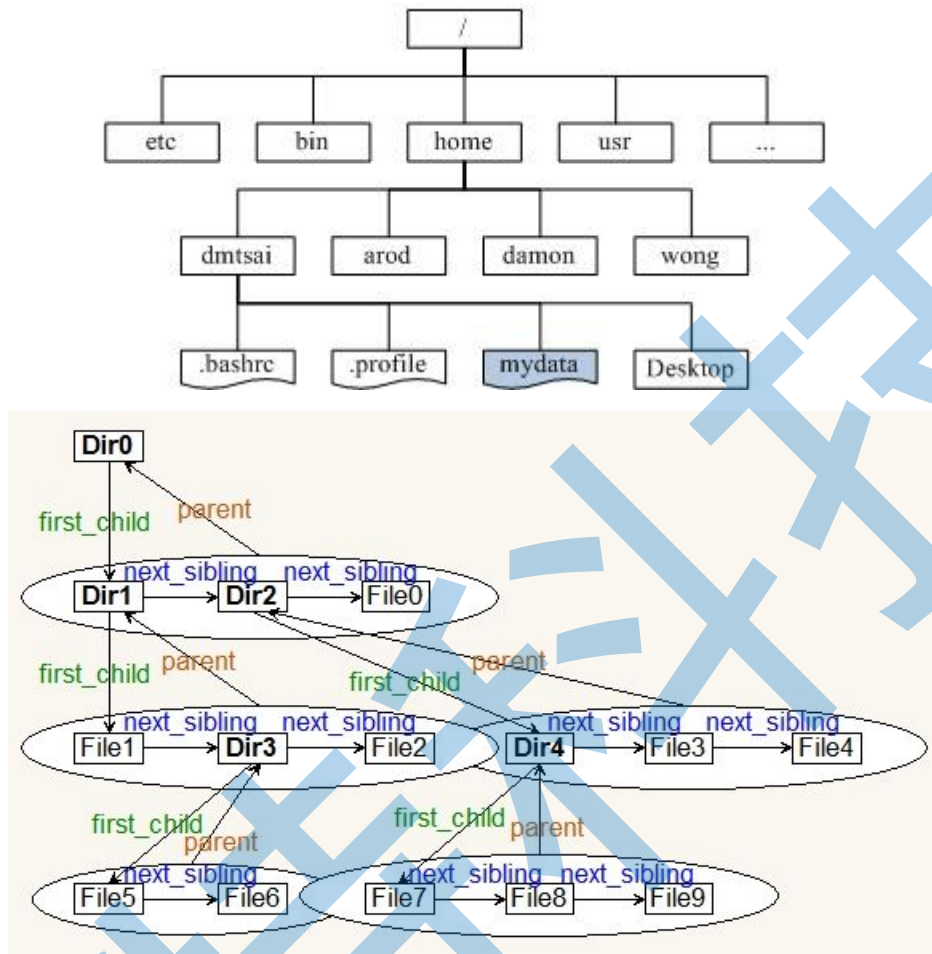 /
etc bin home usr ...
dmtsai arod damon wong
.bashrc .profile mydata Desktop
Dir0
first_child parent
next_sibling next_sibling
Dir1 Dir2 File0
first_child parent first_child parent
next_sibling next_sibling next_sibling next_sibling
File1 Dir3 File2 Dir4 File3 File4
first_child parent first_child parent
next_sibling next_sibling next_sibling
File5 File6 File7 File8 File9